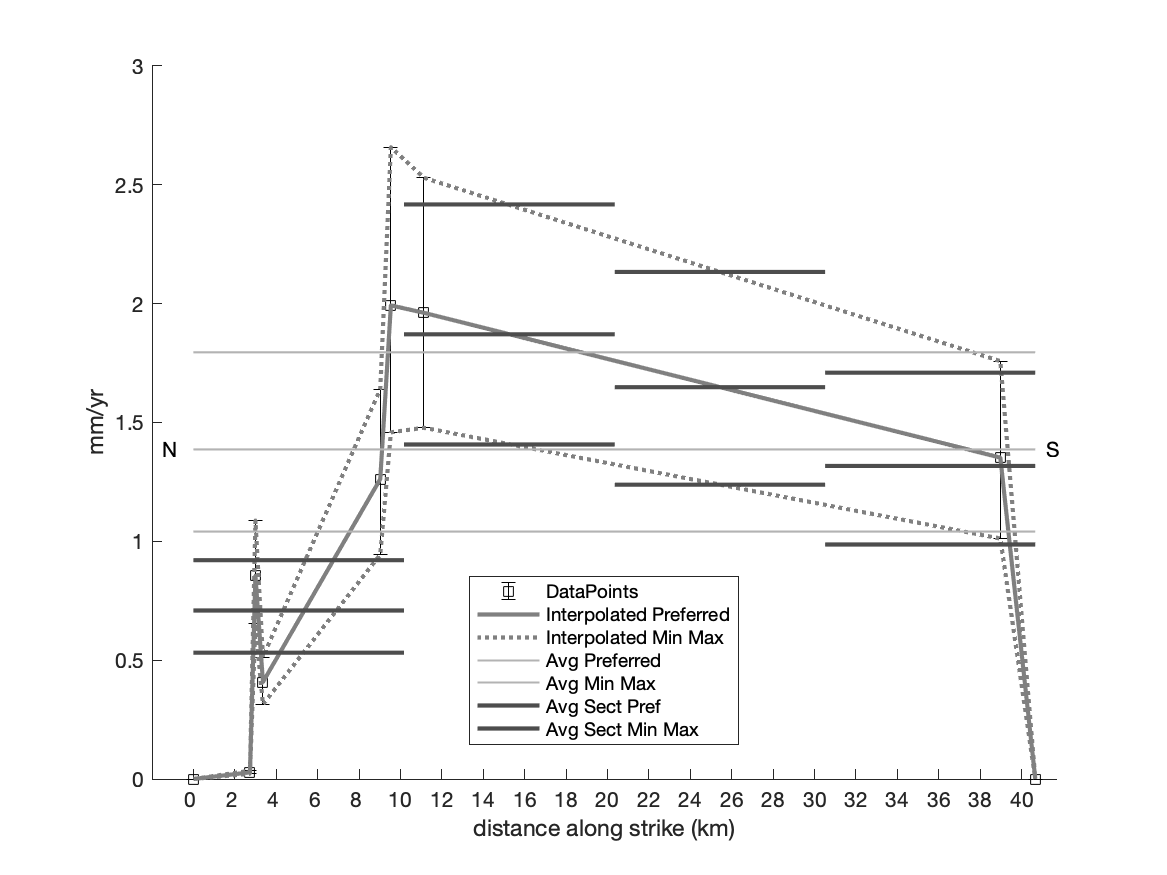 3
2.5
2
1.5
1
0.5
0
mm/yr
N
S
DataPoints
Interpolated Preferred
Interpolated Min Max
Avg Preferred
Avg Min Max
Avg Sect Pref
Avg Sect Min Max
0 2 4 6 8 10 12 14 16 18 20 22 24 26 28 30 32 34 36 38 40
distance along strike (km)